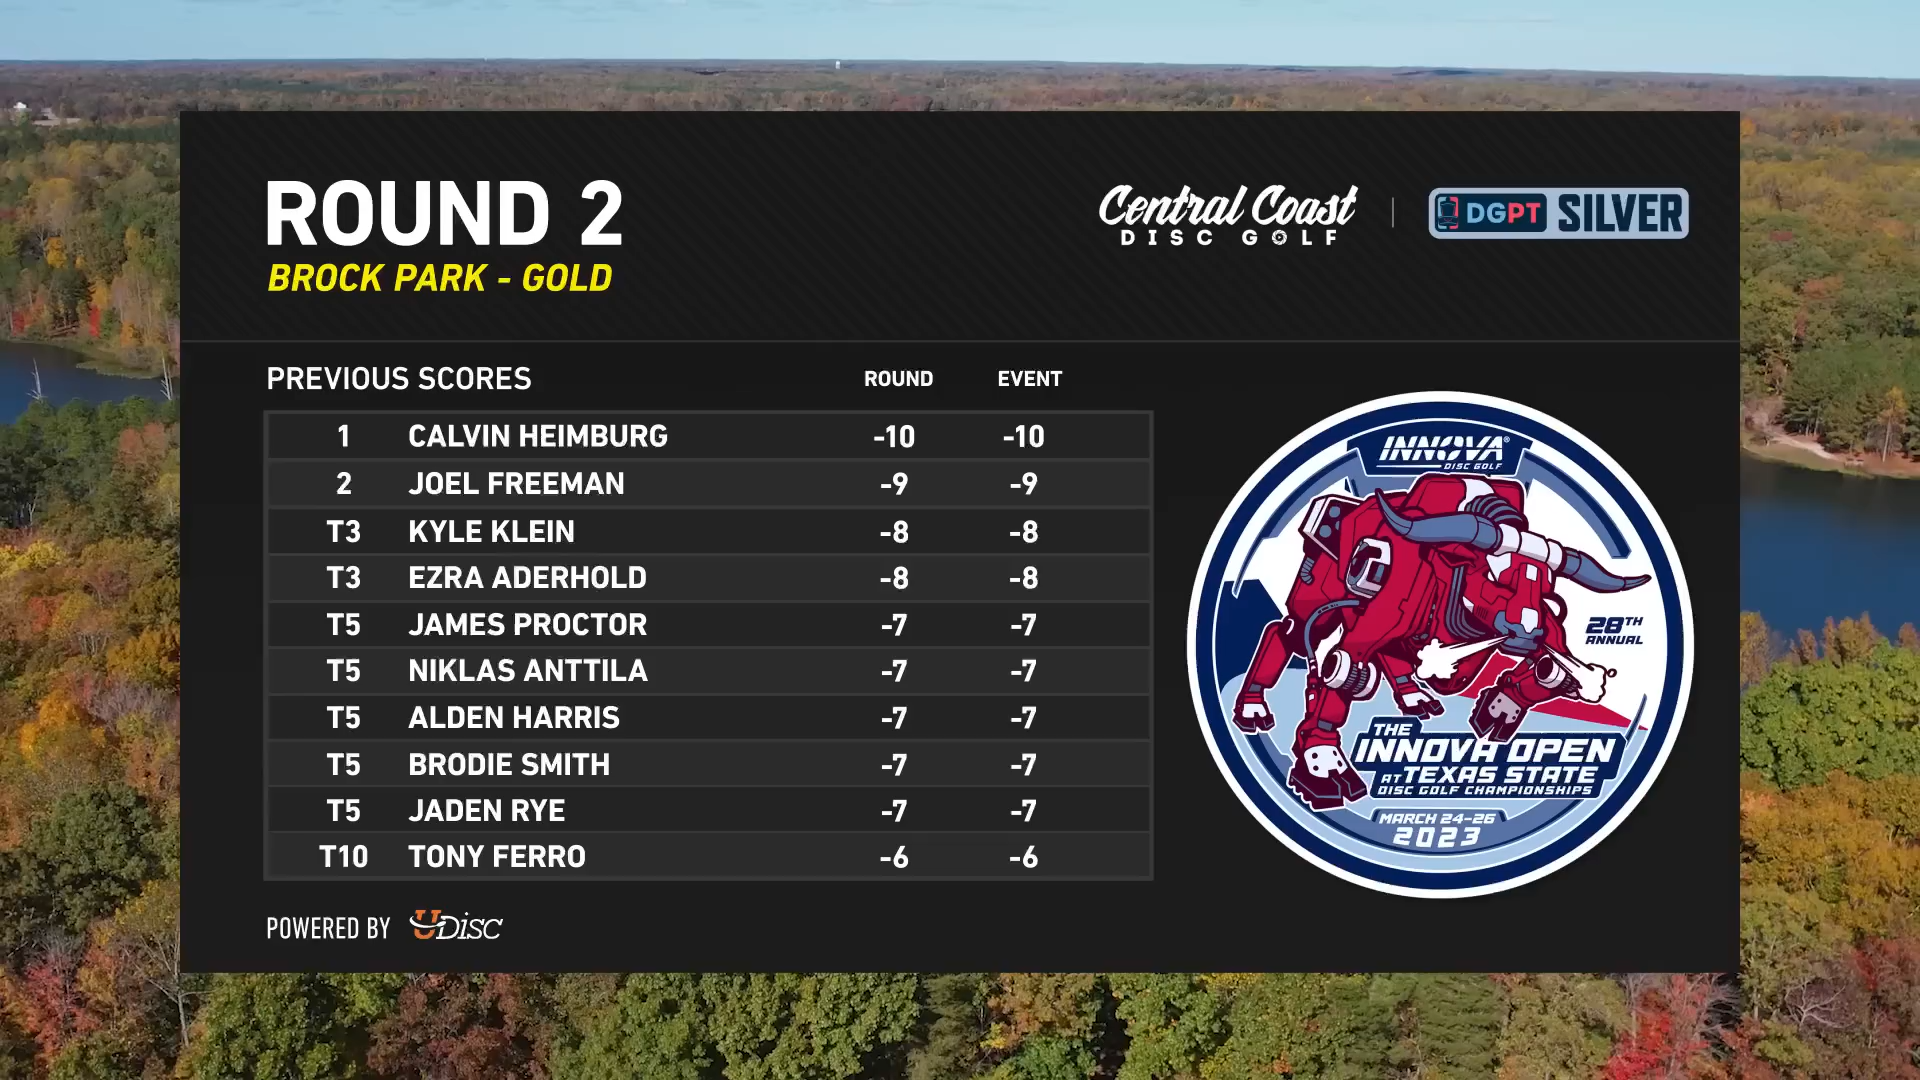 ROUND 2
BROCK PARK - GOLD
Central Coast
DISC GOLF
DGPT SILVER
PREVIOUS SCORES ROUND EVENT
1 CALVIN HEIMBURG -10 -10
2 JOEL FREEMAN -9 -9
T3 KYLE KLEIN -8 -8
T3 EZRA ADERHOLD -8 -8
T5 JAMES PROCTOR -7 -7
T5 NIKLAS ANTTILA -7 -7
T5 ALDEN HARRIS -7 -7
T5 BRODIE SMITH -7 -7
T5 JADEN RYE -7 -7
T10 TONY FERRO -6 -6
POWERED BY UDisc
INNOVA®
DISC GOLF
28TH
ANNUAL
THE
INNOVA OPEN
AT TEXAS STATE
DISC GOLF CHAMPIONSHIPS
MARCH 24-26
2023